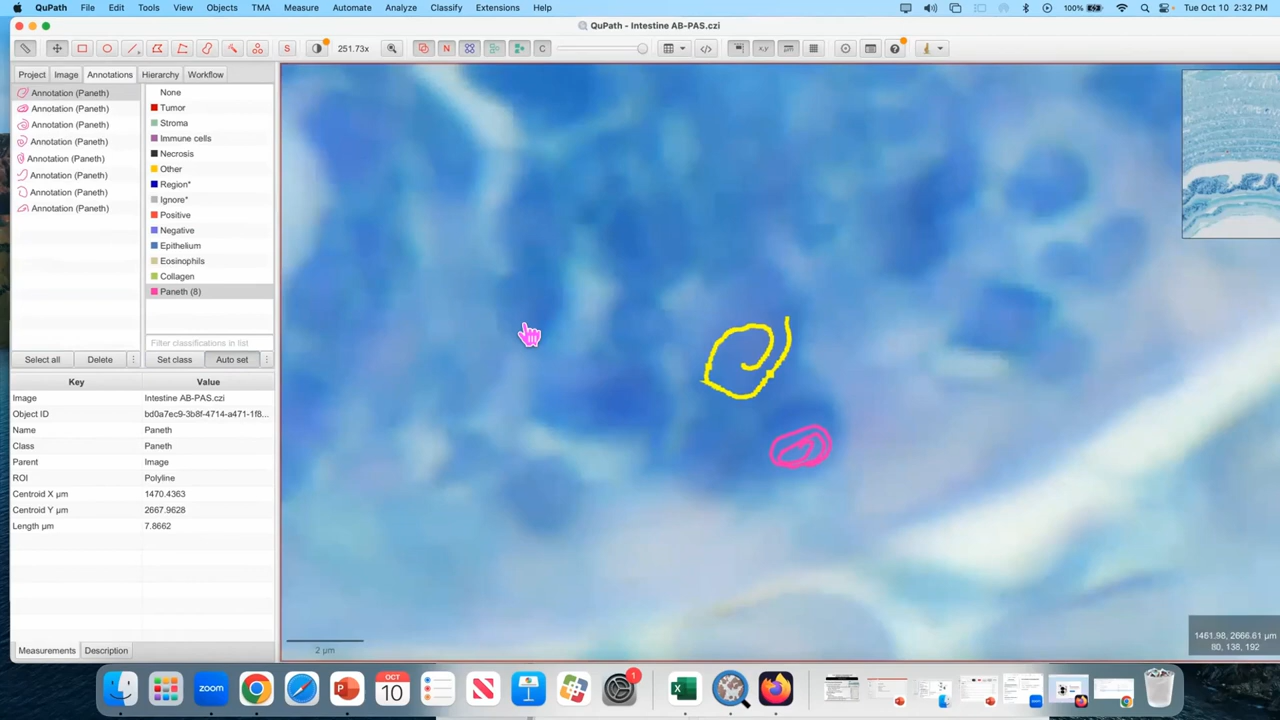 QuPath File Edit Tools View Objects TMA Measure Automate Analyze Classify Extensions Help 100% Tue Oct 10 2:32 PM
QuPath - Intestine AB-PAS.czi
S 251.73x N C x,y
Project Image Annotations Hierarchy Workflow
Annotation (Paneth)
Annotation (Paneth)
Annotation (Paneth)
Annotation (Paneth)
Annotation (Paneth)
Annotation (Paneth)
Annotation (Paneth)
Annotation (Paneth)
None
Tumor
Stroma
Immune cells
Necrosis
Other
Region*
Ignore*
Positive
Negative
Epithelium
Eosinophils
Collagen
Paneth (8)
Filter classifications in list
Select all Delete Set class Auto set
Key Value
Image Intestine AB-PAS.czi
Object ID bd0a7ec9-3b8f-4714-a471-1f8...
Name Paneth
Class Paneth
Parent Image
ROI Polyline
Centroid X µm 1470.4363
Centroid Y µm 2667.9628
Length µm 7.8662
Measurements Description
2 µm
1461.98, 2666.61 µm
80, 138, 192
zoom OCT 10 1